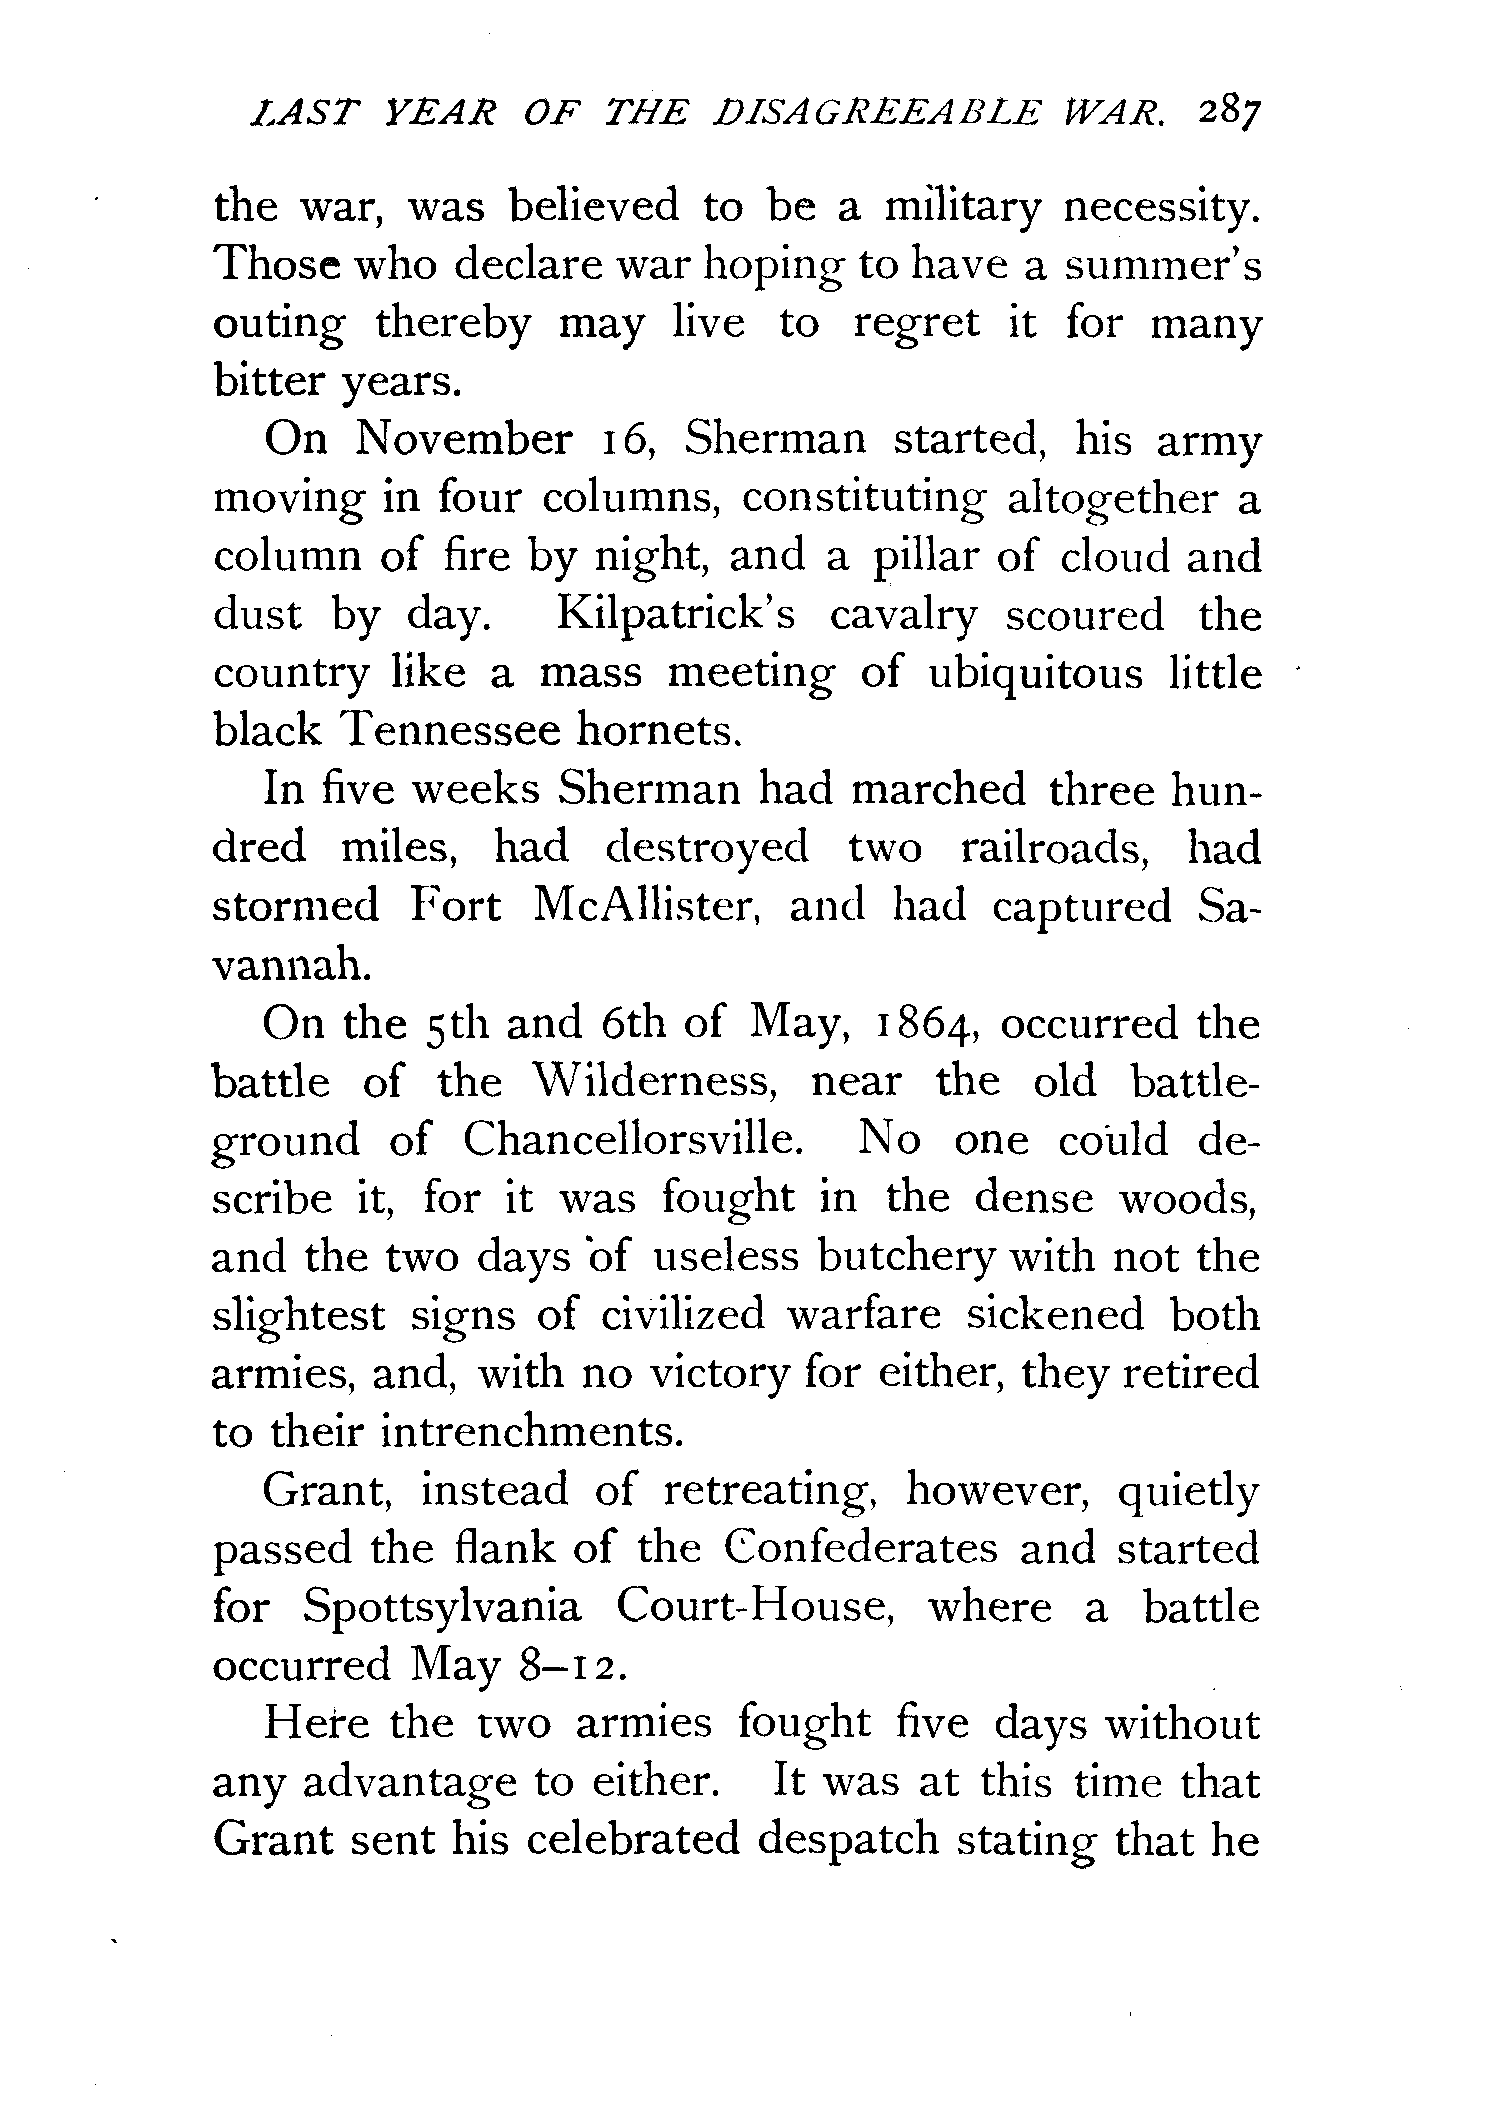 LAST YEAR OF THE DISAGREEABLE WAR. 287
the war, was believed to be a military necessity.
Those who declare war hoping to have a summer's
outing thereby may live to regret it for many
bitter years.
On November 16, Sherman started, his army
moving in four columns, constituting altogether a
column of fire by night, and a pillar of cloud and
dust by day. Kilpatrick's cavalry scoured the
country like a mass meeting of ubiquitous little
black Tennessee hornets.
In five weeks Sherman had marched three hun-
dred miles, had destroyed two railroads, had
stormed Fort McAllister, and had captured Sa-
vannah.
On the 5th and 6th of May, 1864, occurred the
battle of the Wilderness, near the old battle-
ground of Chancellorsville. No one could de-
scribe it, for it was fought in the dense woods,
and the two days of useless butchery with not the
slightest signs of civilized warfare sickened both
armies, and, with no victory for either, they retired
to their intrenchments.
Grant, instead of retreating, however, quietly
passed the flank of the Confederates and started
for Spottsylvania Court-House, where a battle
occurred May 8–12.
Here the two armies fought five days without
any advantage to either. It was at this time that
Grant sent his celebrated despatch stating that he